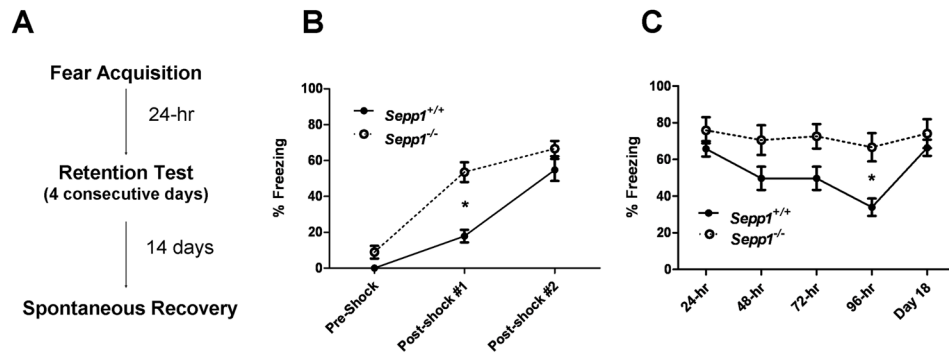 A
Fear Acquisition
24-hr
Retention Test
(4 consecutive days)
14 days
Spontaneous Recovery
B
100
80
60
40
20
0
% Freezing
Sepp1+/+
Sepp1-/-
*
Pre-Shock
Post-shock #1
Post-shock #2
C
100
80
60
40
20
0
% Freezing
*
Sepp1+/+
Sepp1-/-
24-hr
48-hr
72-hr
96-hr
Day 18